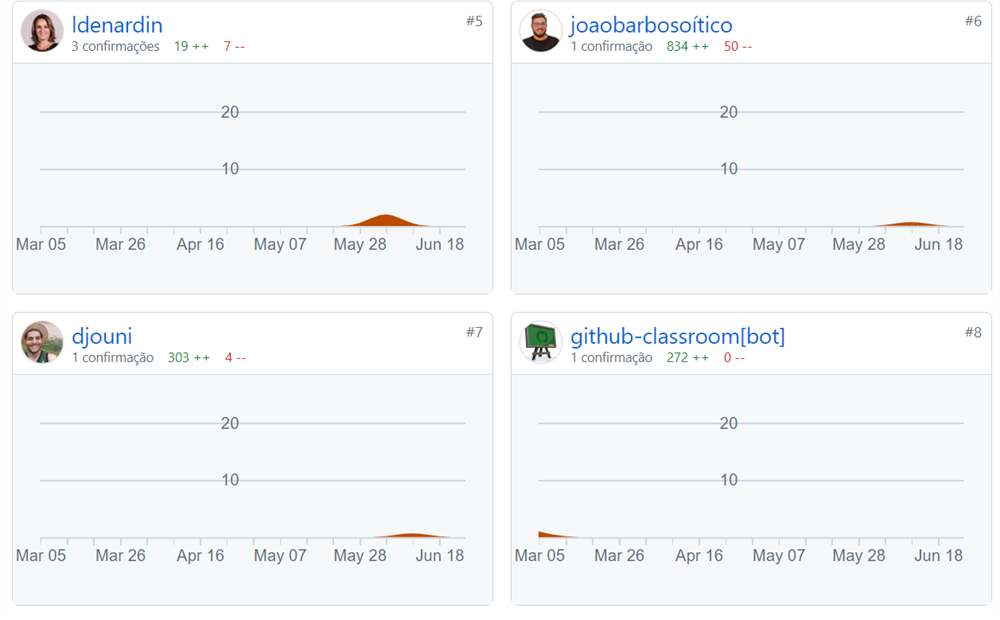 ldenardin #5
3 confirmações 19 ++ 7 --
20
10
Mar 05 Mar 26 Apr 16 May 07 May 28 Jun 18
joaobarbosoítico #6
1 confirmação 834 ++ 50 --
20
10
Mar 05 Mar 26 Apr 16 May 07 May 28 Jun 18
djouni #7
1 confirmação 303 ++ 4 --
20
10
Mar 05 Mar 26 Apr 16 May 07 May 28 Jun 18
github-classroom[bot] #8
1 confirmação 272 ++ 0 --
20
10
Mar 05 Mar 26 Apr 16 May 07 May 28 Jun 18